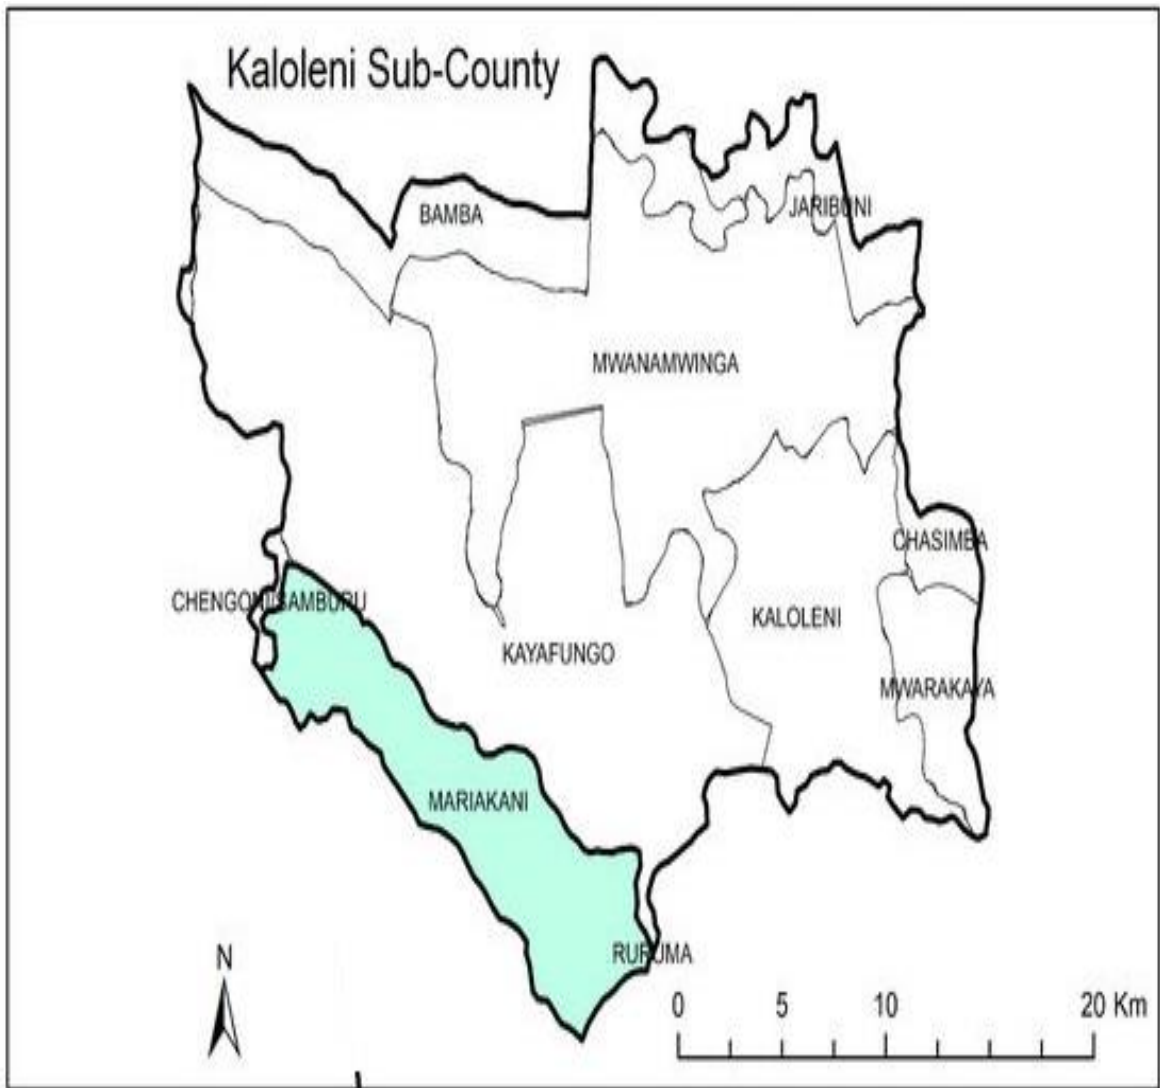 Kaloleni Sub-County
BAMBA
JARIBUNI
MWANAMWINGA
CHASIMBA
CHENGONI/SAMBURU
KALOLENI
KAYAFUNGO
MWARAKAYA
MARIAKANI
RURUMA
N
0 5 10 20 Km